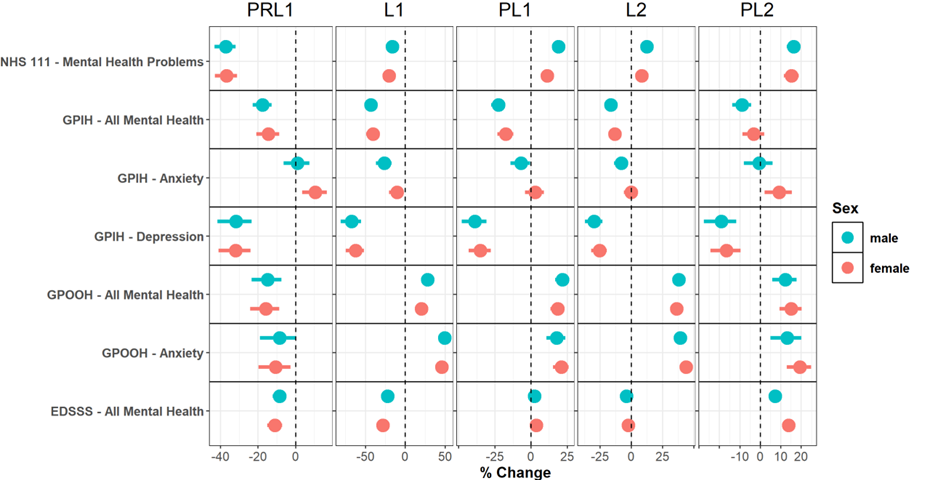 PRL1 L1 PL1 L2 PL2
NHS 111 - Mental Health Problems
GPIH - All Mental Health
GPIH - Anxiety
GPIH - Depression
GPOOH - All Mental Health
GPOOH - Anxiety
EDSSS - All Mental Health
Sex
male
female
-40 -20 0 -50 0 50 0 25 -25 0 25 -10 0 10 20
% Change